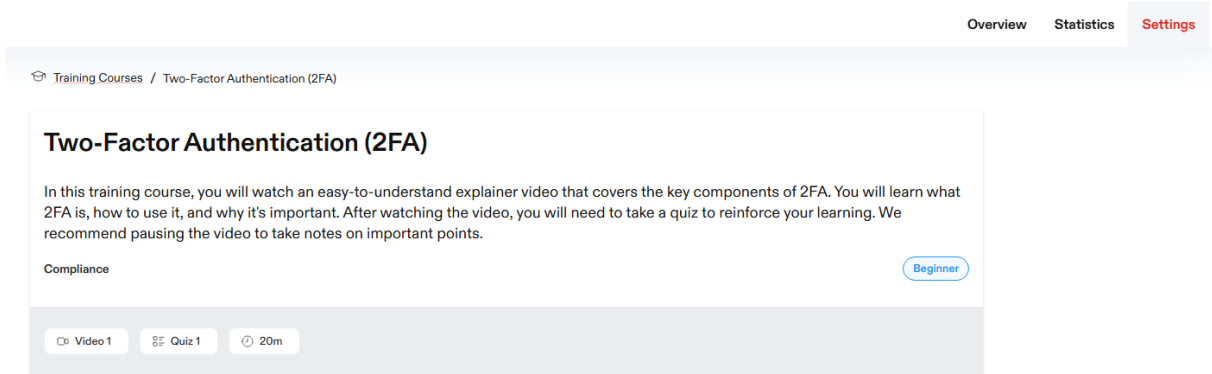 Overview Statistics Settings
Training Courses / Two-Factor Authentication (2FA)
Two-Factor Authentication (2FA)
In this training course, you will watch an easy-to-understand explainer video that covers the key components of 2FA. You will learn what
2FA is, how to use it, and why it's important. After watching the video, you will need to take a quiz to reinforce your learning. We
recommend pausing the video to take notes on important points.
Compliance Beginner
Video 1 Quiz 1 20m